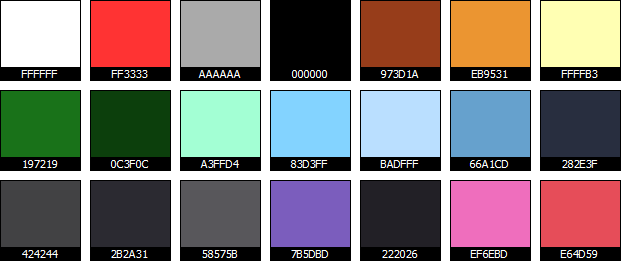 FFFFFF FF3333 AAAAAA 000000 973D1A EB9531 FFFFB3
197219 0C3F0C A3FFD4 83D3FF BADFFF 66A1CD 282E3F
424244 2B2A31 58575B 7B5DBD 222026 EF6EBD E64D59